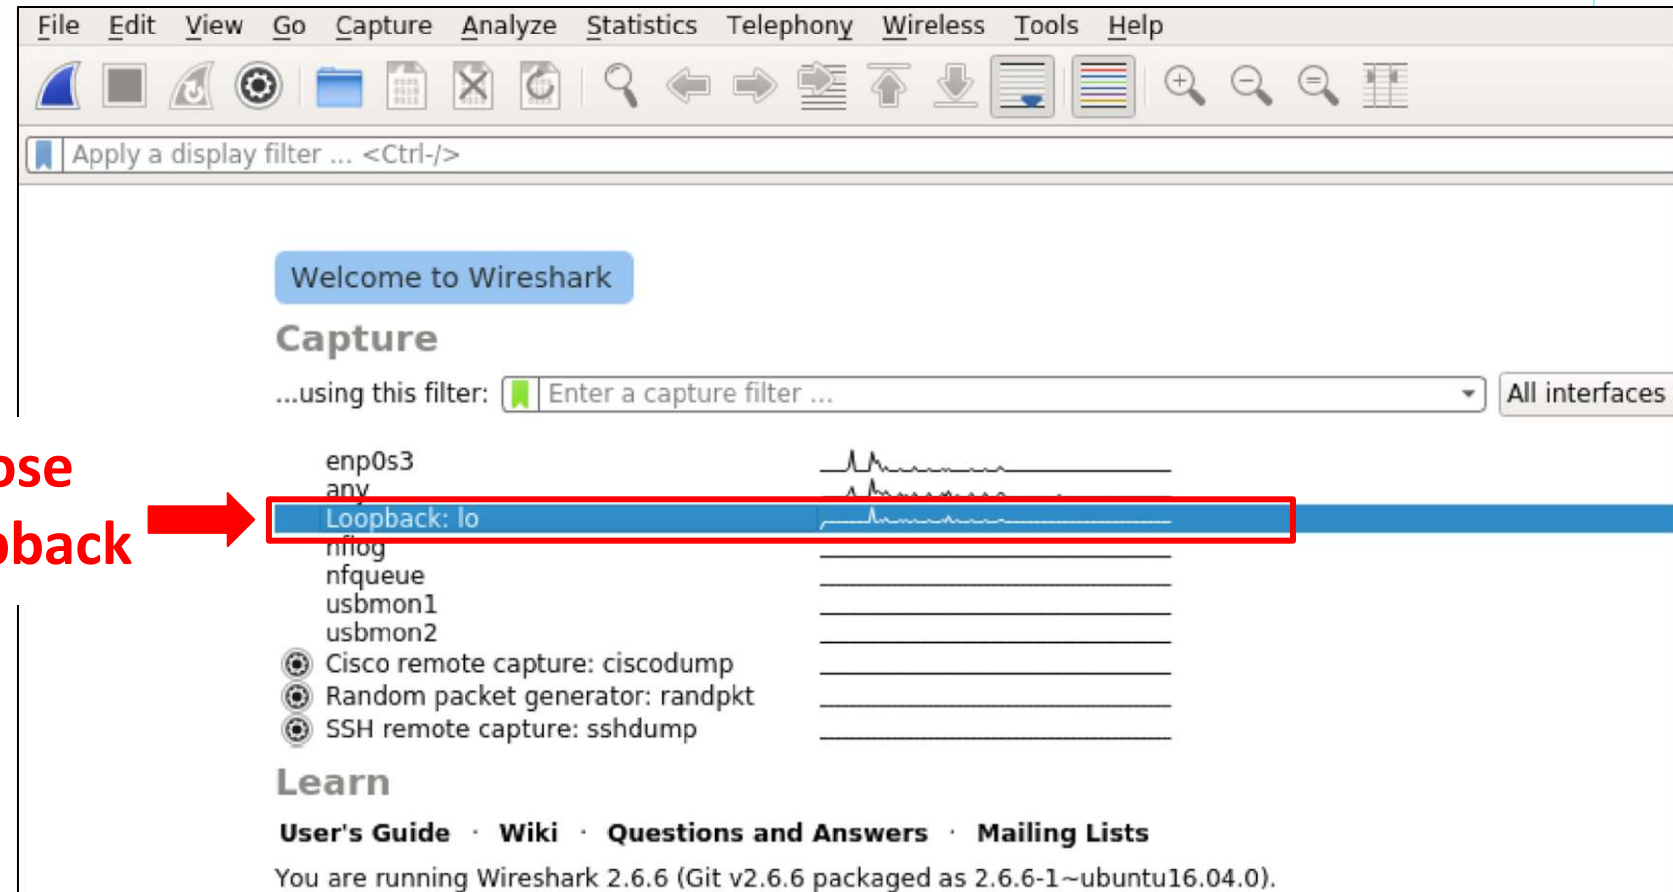 File Edit View Go Capture Analyze Statistics Telephony Wireless Tools Help
Apply a display filter ... <Ctrl-/>
Welcome to Wireshark
Capture
...using this filter: Enter a capture filter ... All interfaces
enp0s3
any
Loopback: lo
nflog
nfqueue
usbmon1
usbmon2
Cisco remote capture: ciscodump
Random packet generator: randpkt
SSH remote capture: sshdump
Learn
User's Guide · Wiki · Questions and Answers · Mailing Lists
You are running Wireshark 2.6.6 (Git v2.6.6 packaged as 2.6.6-1~ubuntu16.04.0).